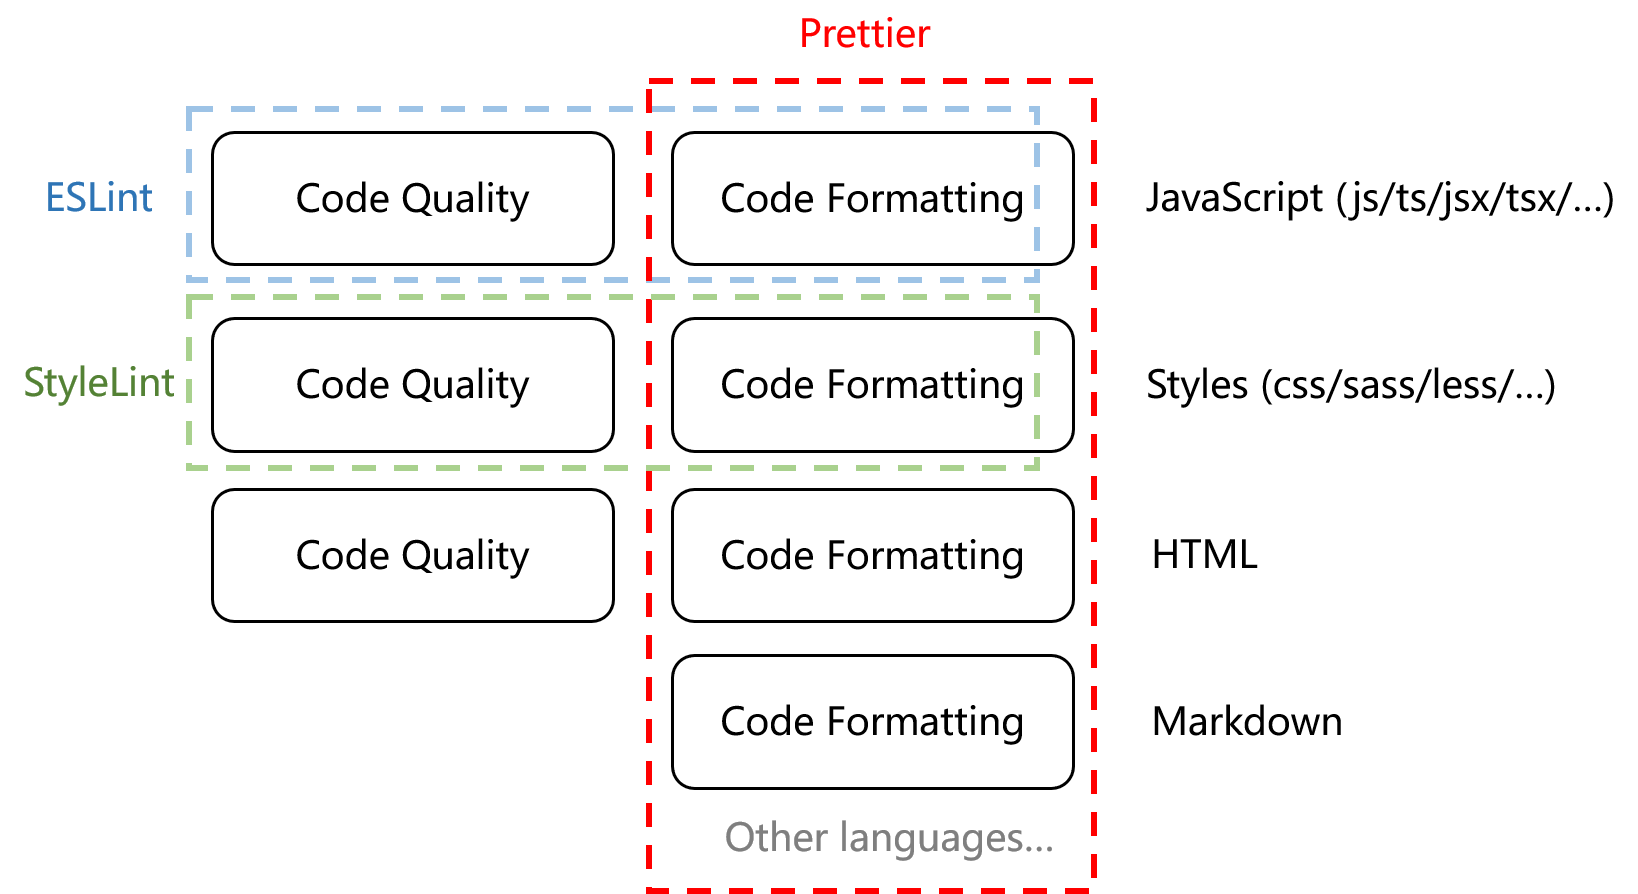 Prettier
ESLint
Code Quality
Code Formatting
JavaScript (js/ts/jsx/tsx/...)
StyleLint
Code Quality
Code Formatting
Styles (css/sass/less/...)
Code Quality
Code Formatting
HTML
Code Formatting
Markdown
Other languages...